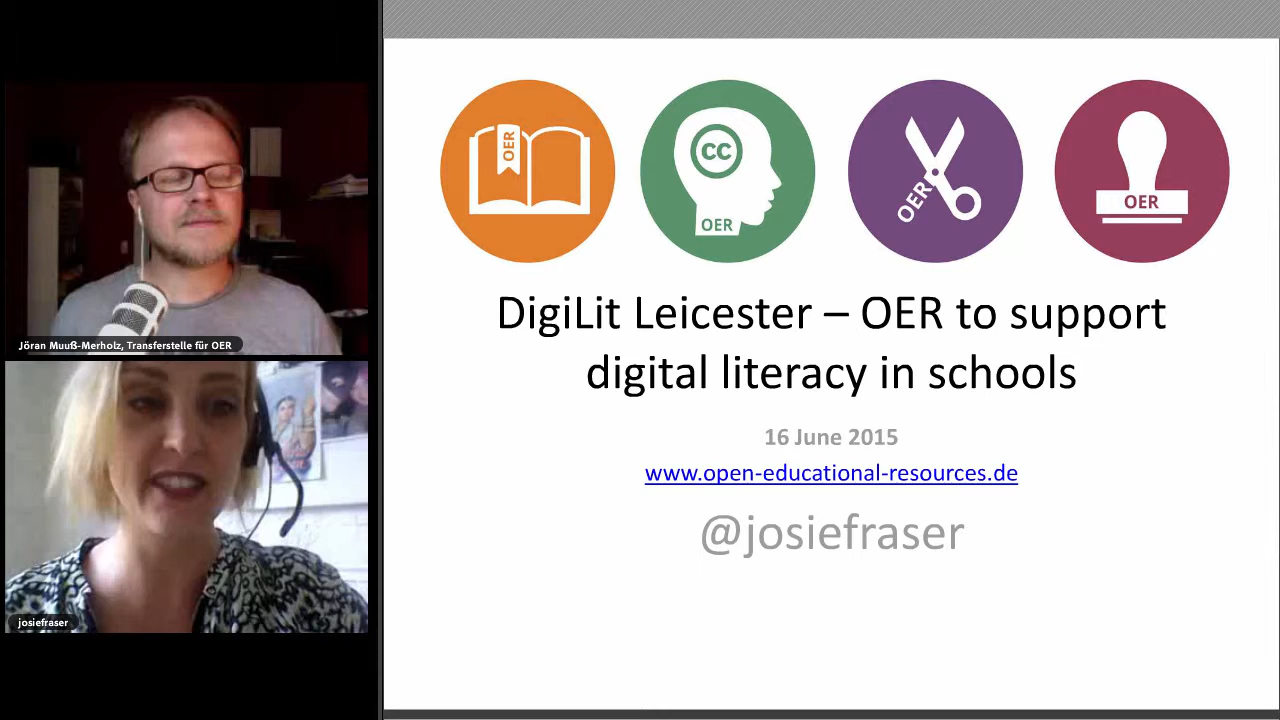 Jöran Muuß-Merholz, Transferstelle für OER
josiefraser
OER
CC
OER
OER
OER
DigiLit Leicester – OER to support
digital literacy in schools
16 June 2015
www.open-educational-resources.de
@josiefraser